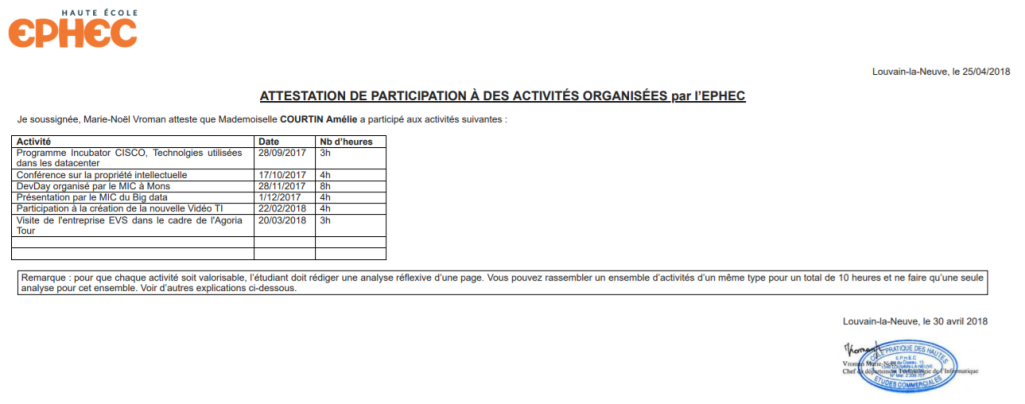 HAUTE ÉCOLE
EPHEC
Louvain-la-Neuve, le 25/04/2018
ATTESTATION DE PARTICIPATION À DES ACTIVITÉS ORGANISÉES par l'EPHEC
Je soussignée, Marie-Noël Vroman atteste que Mademoiselle COURTIN Amélie a participé aux activités suivantes :
Activité Date Nb d'heures
Programme Incubator CISCO, Technolgies utilisées 28/09/2017 3h
dans les datacenter
Conférence sur la propriété intellectuelle 17/10/2017 4h
DevDay organisé par le MIC à Mons 28/11/2017 8h
Présentation par le MIC du Big data 1/12/2017 4h
Participation à la création de la nouvelle Vidéo TI 22/02/2018 4h
Visite de l'entreprise EVS dans le cadre de l'Agoria 20/03/2018 3h
Tour
Remarque : pour que chaque activité soit valorisable, l'étudiant doit rédiger une analyse réflexive d'une page. Vous pouvez rassembler un ensemble d'activités d'un même type pour un total de 10 heures et ne faire qu'une seule
analyse pour cet ensemble. Voir d'autres explications ci-dessous.
Louvain-la-Neuve, le 30 avril 2018
Vroman
PRATIQUE DES HAUTES
EPHEC
Vroman Marie-Noël
Chef du département Technologie de l'Informatique
ETUDES COMMERCIALES